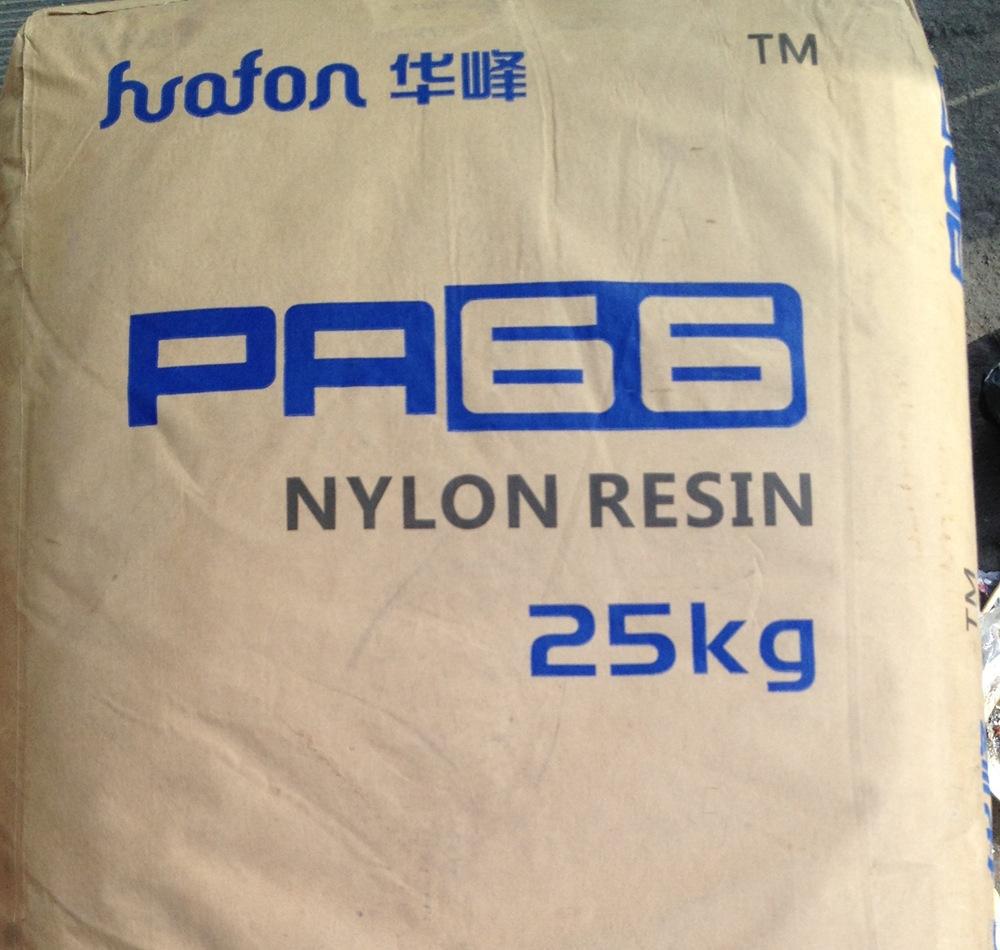 huafon 华峰
TM
PA66
NYLON RESIN
25kg
TM